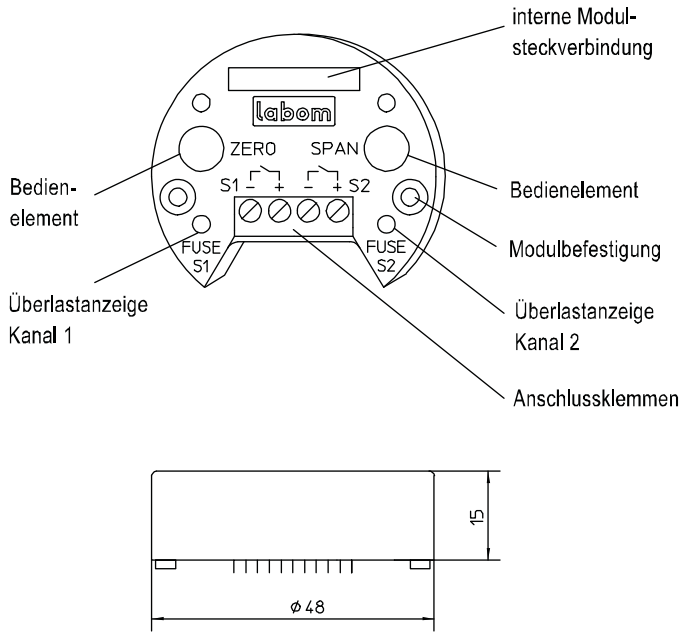 interne Modul-
steckverbindung
labom
ZERO SPAN
S1 - + - + S2
Bedien-
element
Bedienelement
FUSE
S1
FUSE
S2
Modulbefestigung
Überlastanzeige
Kanal 1
Überlastanzeige
Kanal 2
Anschlussklemmen
15
ø 48